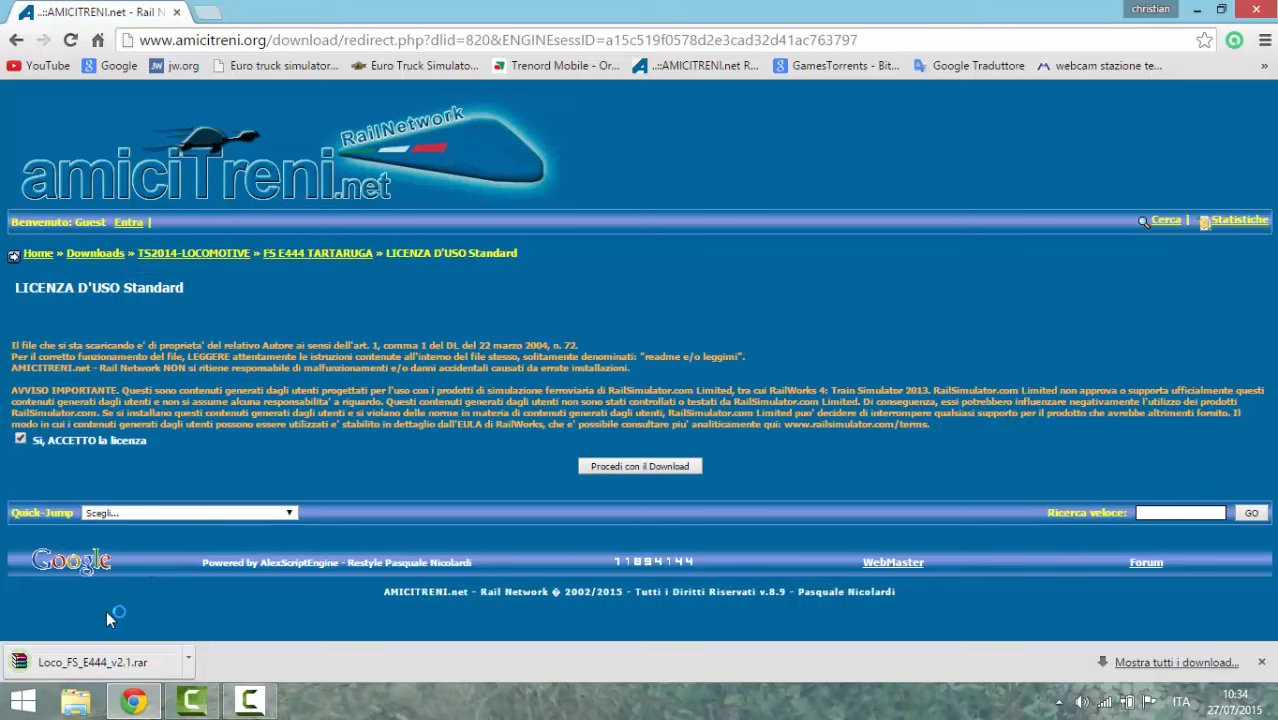 ..::AMICITRENI.net - Rail N
christian
www.amicitreni.org/download/redirect.php?dlid=820&ENGINEsessID=a15c519f0578d2e3cad32d41ac763797
YouTube Google jw.org Euro truck simulator... Euro Truck Simulato... Trenord Mobile - Or... ..::AMICITRENI.net R... GamesTorrents - Bit... Google Traduttore webcam stazione te... »
RailNetwork
amiciTreni.net
Benvenuto: Guest Entra |
Cerca | Statistiche
Home » Downloads » TS2014-LOCOMOTIVE » FS E444 TARTARUGA » LICENZA D'USO Standard
LICENZA D'USO Standard
Il file che si sta scaricando e' di proprieta' del relativo Autore ai sensi dell'art. 1, comma 1 del DL del 22 marzo 2004, n. 72.
Per il corretto funzionamento del file, LEGGERE attentamente le istruzioni contenute all'interno del file stesso, solitamente denominati: "readme e/o leggimi".
AMICITRENI.net - Rail Network NON si ritiene responsabile di malfunzionamenti e/o danni accidentali causati da errate installazioni.
AVVISO IMPORTANTE. Questi sono contenuti generati dagli utenti progettati per l'uso con i prodotti di simulazione ferroviaria di RailSimulator.com Limited, tra cui RailWorks 4: Train Simulator 2013. RailSimulator.com Limited non approva o supporta ufficialmente questi
contenuti generati dagli utenti e non si assume alcuna responsabilita' a riguardo. Questi contenuti generati dagli utenti non sono stati controllati o testati da RailSimulator.com Limited. Di conseguenza, essi potrebbero influenzare negativamente l'utilizzo dei prodotti
RailSimulator.com. Se si installano questi contenuti generati dagli utenti e si violano delle norme in materia di contenuti generati dagli utenti, RailSimulator.com Limited puo' decidere di interrompere qualsiasi supporto per il prodotto che avrebbe altrimenti fornito. Il
modo in cui i contenuti generati dagli utenti possono essere utilizzati e' stabilito in dettaglio dall'EULA di RailWorks, che e' possibile consultare piu' analiticamente qui: www.railsimulator.com/terms.
Si, ACCETTO la licenza
Procedi con il Download
Quick-Jump Scegli...
Ricerca veloce: GO
Google
Powered by AlexScriptEngine - Restyle Pasquale Nicolardi
11894144
WebMaster
Forum
AMICITRENI.net - Rail Network � 2002/2015 - Tutti i Diritti Riservati v.8.9 - Pasquale Nicolardi
Loco_FS_E444_v2.1.rar
Mostra tutti i download...
ITA
10:34
27/07/2015